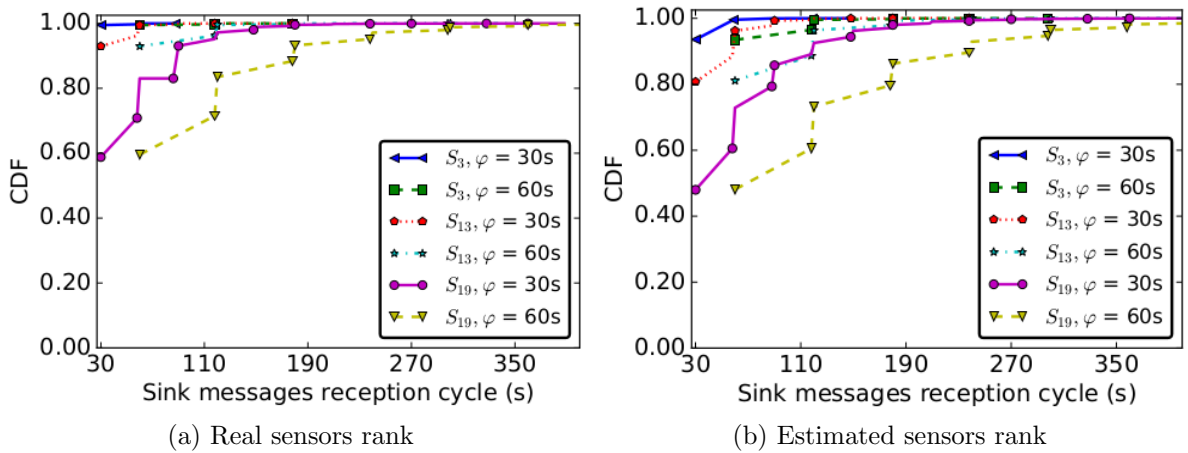 1.00
0.80
0.60
0.40
0.20
0.00
CDF
30 110 190 270 350
Sink messages reception cycle (s)
S₃, φ = 30s
S₃, φ = 60s
S₁₃, φ = 30s
S₁₃, φ = 60s
S₁₉, φ = 30s
S₁₉, φ = 60s
(a) Real sensors rank
1.00
0.80
0.60
0.40
0.20
0.00
CDF
30 110 190 270 350
Sink messages reception cycle (s)
S₃, φ = 30s
S₃, φ = 60s
S₁₃, φ = 30s
S₁₃, φ = 60s
S₁₉, φ = 30s
S₁₉, φ = 60s
(b) Estimated sensors rank